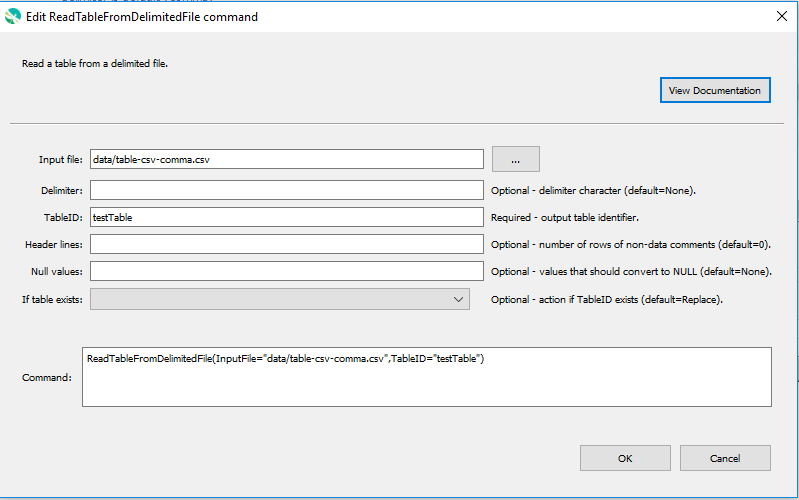 Edit ReadTableFromDelimitedFile command
Read a table from a delimited file.
View Documentation
Input file: data/table-csv-comma.csv ...
Delimiter: Optional - delimiter character (default=None).
TableID: testTable Required - output table identifier.
Header lines: Optional - number of rows of non-data comments (default=0).
Null values: Optional - values that should convert to NULL (default=None).
If table exists: Optional - action if TableID exists (default=Replace).
Command: ReadTableFromDelimitedFile(InputFile="data/table-csv-comma.csv",TableID="testTable")
OK Cancel